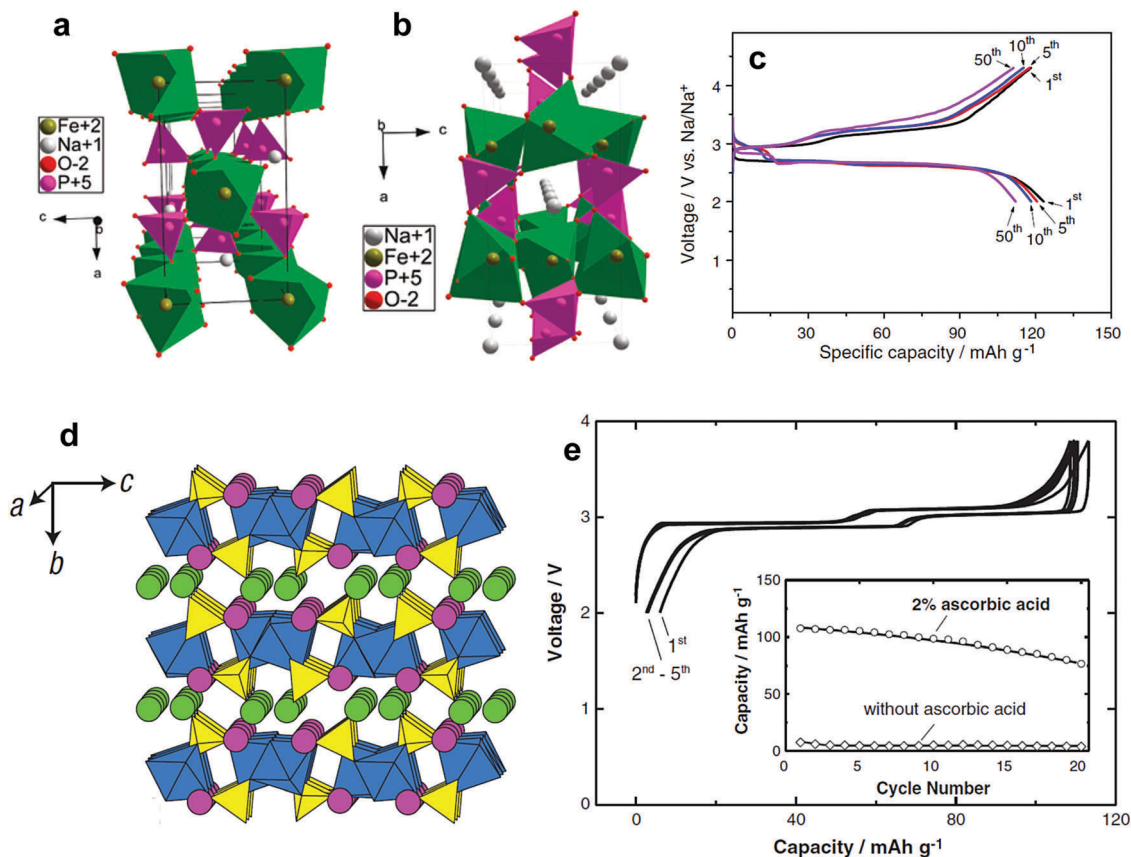 a
Fe+2
Na+1
O-2
P+5
c
b
a
b
b
c
a
Na+1
Fe+2
P+5
O-2
c
Voltage / V vs. Na/Na+
4
3
2
1
50th
10th
5th
1st
1st
5th
10th
50th
0 30 60 90 120 150
Specific capacity / mAh g-1
d
a
c
b
e
Voltage / V
4
3
2
1
0
1st
2nd - 5th
Capacity / mAh g-1
150
100
50
0
2% ascorbic acid
without ascorbic acid
0 5 10 15 20
Cycle Number
0 40 80 120
Capacity / mAh g-1